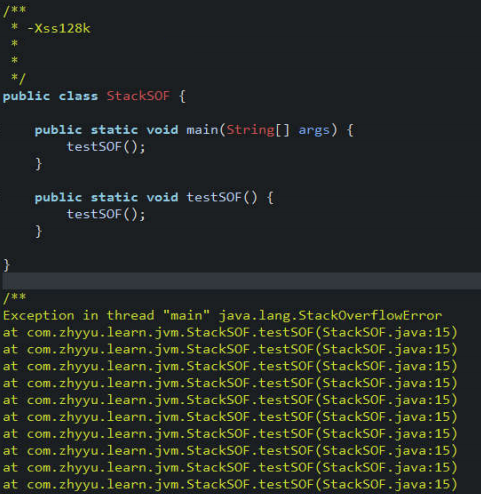 /**
 * -Xss128k
 *
 *
 */
public class StackSOF {
    public static void main(String[] args) {
        testSOF();
    }
    public static void testSOF() {
        testSOF();
    }
}
/**
Exception in thread "main" java.lang.StackOverflowError
at com.zhyyu.learn.jvm.StackSOF.testSOF(StackSOF.java:15)
at com.zhyyu.learn.jvm.StackSOF.testSOF(StackSOF.java:15)
at com.zhyyu.learn.jvm.StackSOF.testSOF(StackSOF.java:15)
at com.zhyyu.learn.jvm.StackSOF.testSOF(StackSOF.java:15)
at com.zhyyu.learn.jvm.StackSOF.testSOF(StackSOF.java:15)
at com.zhyyu.learn.jvm.StackSOF.testSOF(StackSOF.java:15)
at com.zhyyu.learn.jvm.StackSOF.testSOF(StackSOF.java:15)
at com.zhyyu.learn.jvm.StackSOF.testSOF(StackSOF.java:15)
at com.zhyyu.learn.jvm.StackSOF.testSOF(StackSOF.java:15)
at com.zhyyu.learn.jvm.StackSOF.testSOF(StackSOF.java:15)